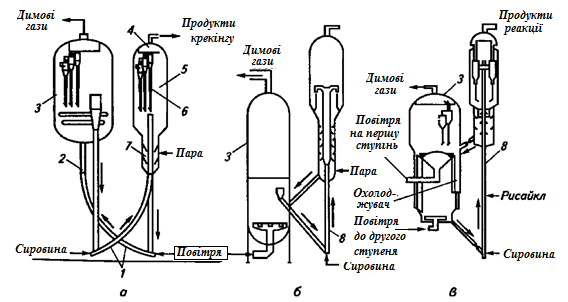 Димові
гази
Продукти
крекінгу
4
5
3
6
2
7
Пара
Сировина
1
Повітря
а
Димові
гази
3
Пара
8
Сировина
б
Продукти
реакції
Димові
гази
3
Повітря
на першу
ступінь
8
Охолод-
жувач
Рисайкл
Повітря
до другого
ступеня
Сировина
в